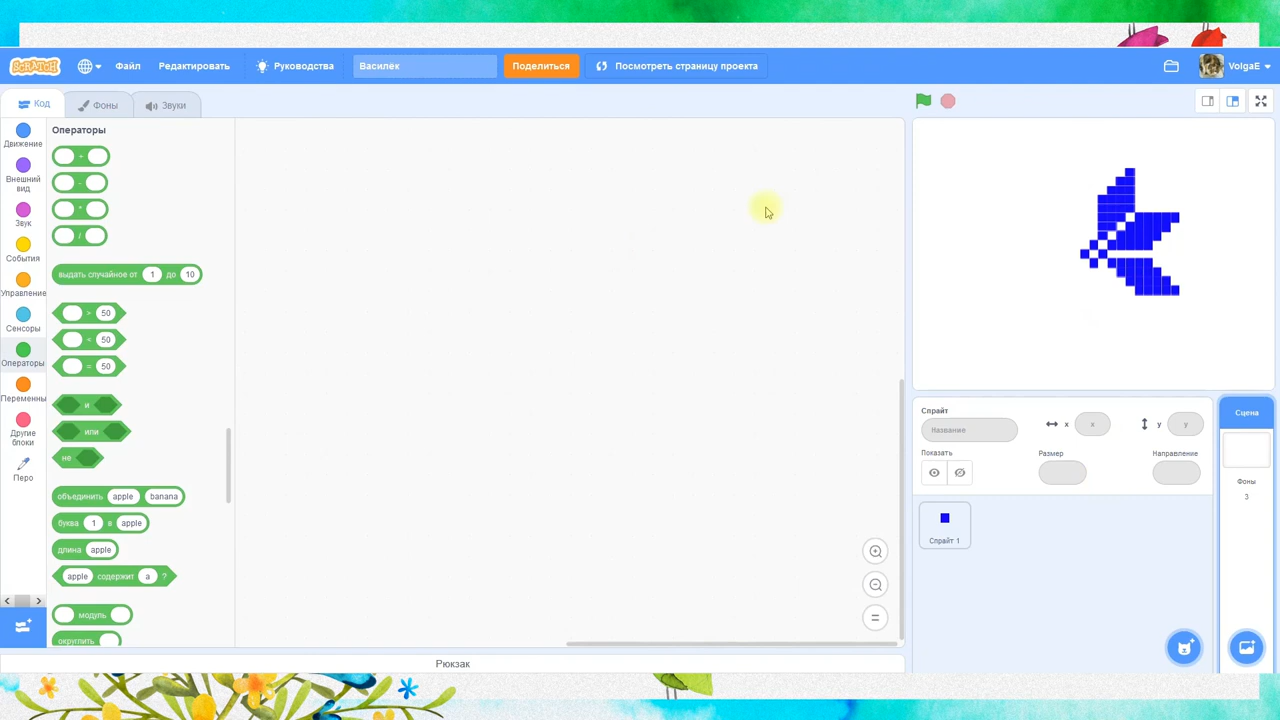 SCRATCH
Файл
Редактировать
Руководства
Василёк
Поделиться
Посмотреть страницу проекта
VolgaE
Код
Фоны
Звуки
Движение
Внешний
вид
Звук
События
Управление
Сенсоры
Операторы
Переменны
Другие
блоки
Перо
Операторы
+
-
*
/
выдать случайное от 1 до 10
> 50
< 50
= 50
и
или
не
объединить apple banana
буква 1 в apple
длина apple
apple содержит a ?
модуль
округлить
Рюкзак
Спрайт
Название
x x
y y
Показать
Размер
Направление
Спрайт 1
Сцена
Фоны
3